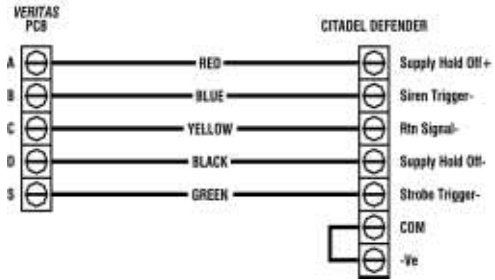 VERITAS
PCB
CITADEL DEFENDER
A RED Supply Hold Off+
B BLUE Siren Trigger-
C YELLOW Rtn Signal-
D BLACK Supply Hold Off-
S GREEN Strobe Trigger-
COM
-Ve